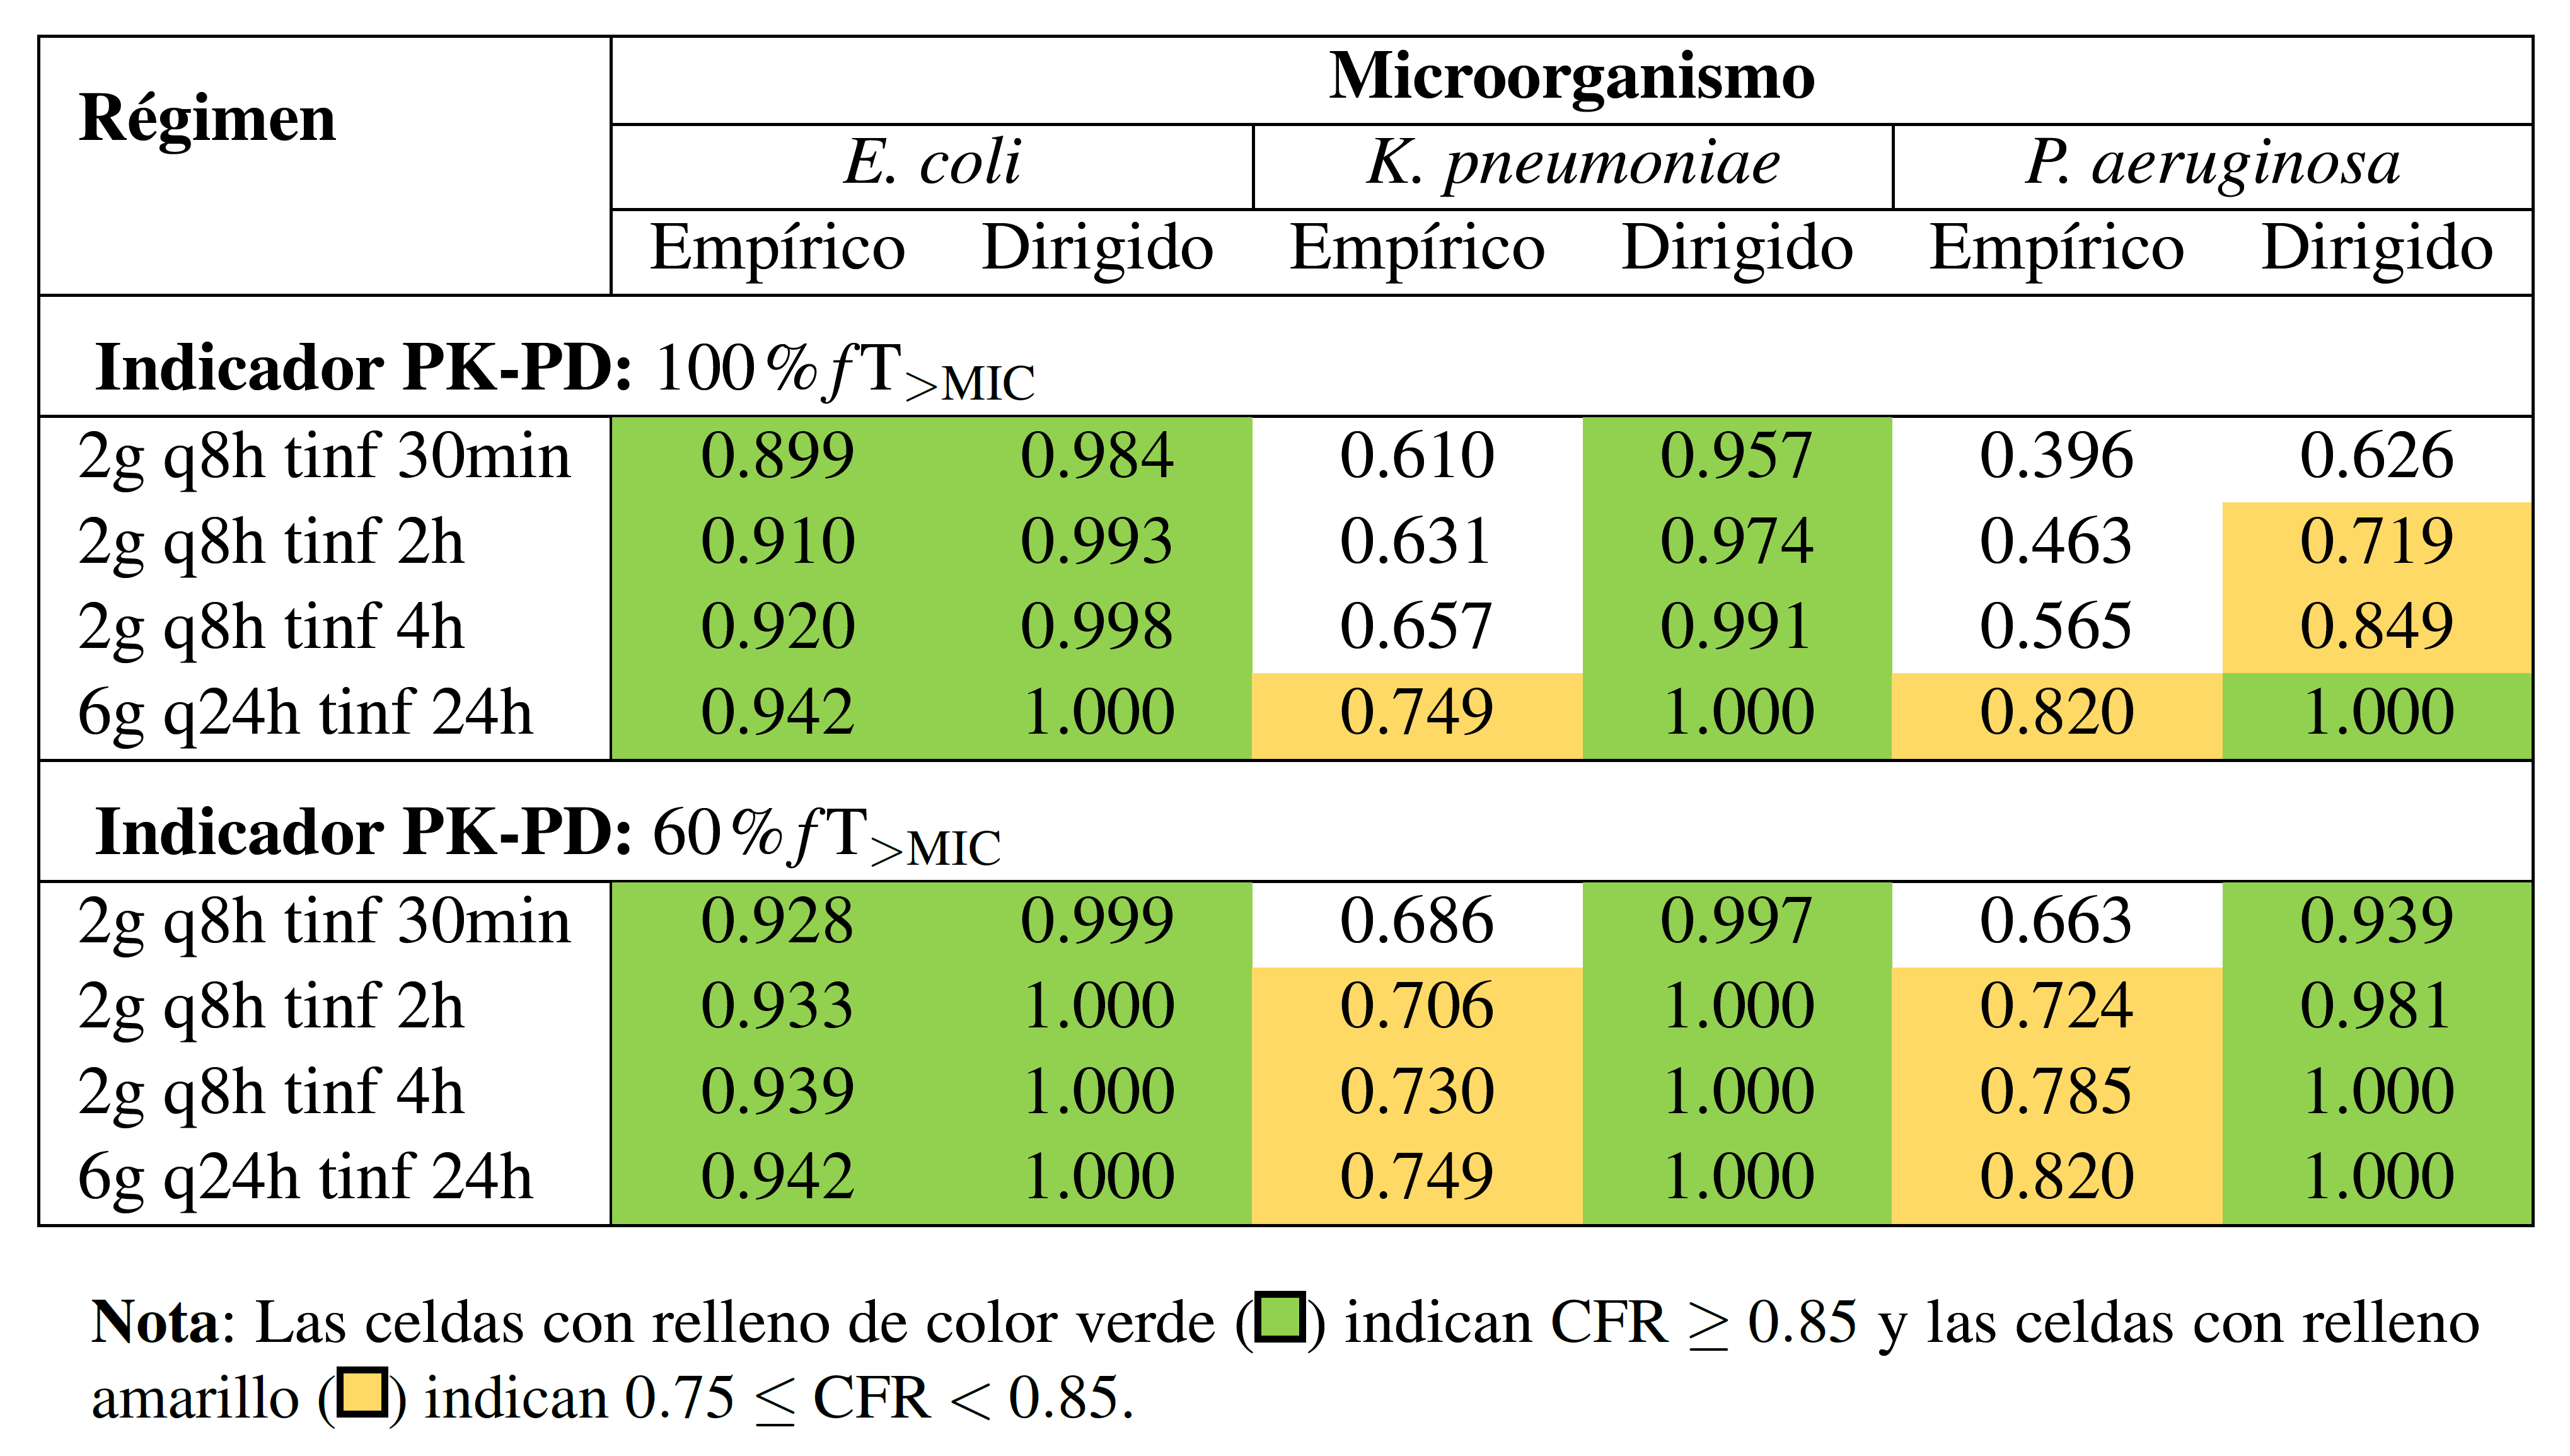 Régimen Microorganismo
E. coli K. pneumoniae P. aeruginosa
Empírico Dirigido Empírico Dirigido Empírico Dirigido
Indicador PK-PD: 100 % fT>MIC
2g q8h tinf 30min 0.899 0.984 0.610 0.957 0.396 0.626
2g q8h tinf 2h 0.910 0.993 0.631 0.974 0.463 0.719
2g q8h tinf 4h 0.920 0.998 0.657 0.991 0.565 0.849
6g q24h tinf 24h 0.942 1.000 0.749 1.000 0.820 1.000
Indicador PK-PD: 60 % fT>MIC
2g q8h tinf 30min 0.928 0.999 0.686 0.997 0.663 0.939
2g q8h tinf 2h 0.933 1.000 0.706 1.000 0.724 0.981
2g q8h tinf 4h 0.939 1.000 0.730 1.000 0.785 1.000
6g q24h tinf 24h 0.942 1.000 0.749 1.000 0.820 1.000
Nota: Las celdas con relleno de color verde ( ) indican CFR ≥ 0.85 y las celdas con relleno
amarillo ( ) indican 0.75 ≤ CFR < 0.85.